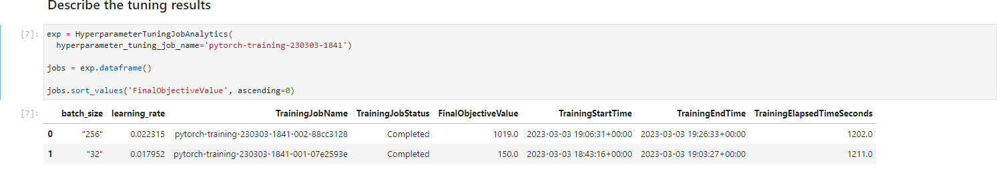 Describe the tuning results
[7]: exp = HyperparameterTuningJobAnalytics(
hyperparameter_tuning_job_name='pytorch-training-230303-1841')
jobs = exp.dataframe()
jobs.sort_values('FinalObjectiveValue', ascending=0)
[7]: batch_size learning_rate TrainingJobName TrainingJobStatus FinalObjectiveValue TrainingStartTime TrainingEndTime TrainingElapsedTimeSeconds
0 "256" 0.022315 pytorch-training-230303-1841-002-88cc3128 Completed 1019.0 2023-03-03 19:06:31+00:00 2023-03-03 19:26:33+00:00 1202.0
1 "32" 0.017952 pytorch-training-230303-1841-001-07e2593e Completed 150.0 2023-03-03 18:43:16+00:00 2023-03-03 19:03:27+00:00 1211.0